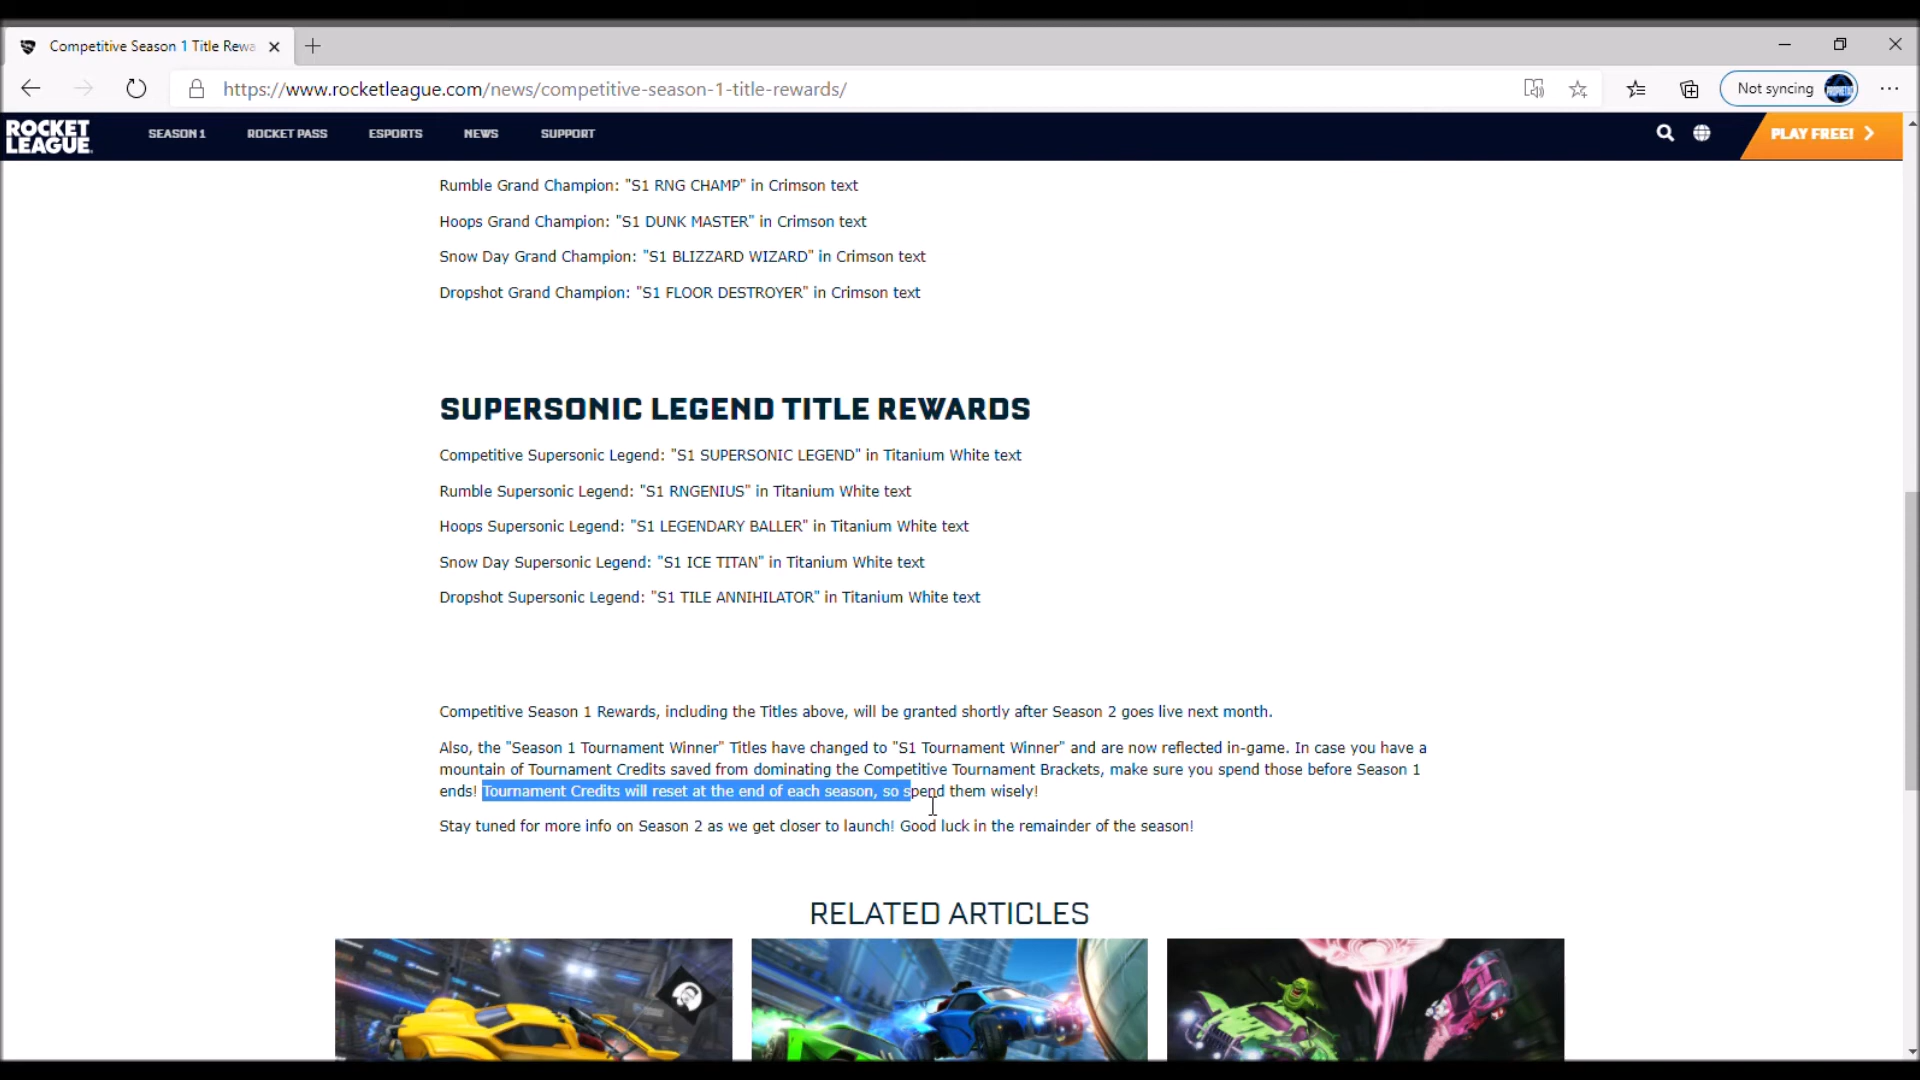 Competitive Season 1 Title Rewa
https://www.rocketleague.com/news/competitive-season-1-title-rewards/
Not syncing
ROCKET LEAGUE
SEASON 1
ROCKET PASS
ESPORTS
NEWS
SUPPORT
PLAY FREE!
Rumble Grand Champion: "S1 RNG CHAMP" in Crimson text
Hoops Grand Champion: "S1 DUNK MASTER" in Crimson text
Snow Day Grand Champion: "S1 BLIZZARD WIZARD" in Crimson text
Dropshot Grand Champion: "S1 FLOOR DESTROYER" in Crimson text
SUPERSONIC LEGEND TITLE REWARDS
Competitive Supersonic Legend: "S1 SUPERSONIC LEGEND" in Titanium White text
Rumble Supersonic Legend: "S1 RNGENIUS" in Titanium White text
Hoops Supersonic Legend: "S1 LEGENDARY BALLER" in Titanium White text
Snow Day Supersonic Legend: "S1 ICE TITAN" in Titanium White text
Dropshot Supersonic Legend: "S1 TILE ANNIHILATOR" in Titanium White text
Competitive Season 1 Rewards, including the Titles above, will be granted shortly after Season 2 goes live next month.
Also, the "Season 1 Tournament Winner" Titles have changed to "S1 Tournament Winner" and are now reflected in-game. In case you have a
mountain of Tournament Credits saved from dominating the Competitive Tournament Brackets, make sure you spend those before Season 1
ends! Tournament Credits will reset at the end of each season, so spend them wisely!
Stay tuned for more info on Season 2 as we get closer to launch! Good luck in the remainder of the season!
RELATED ARTICLES